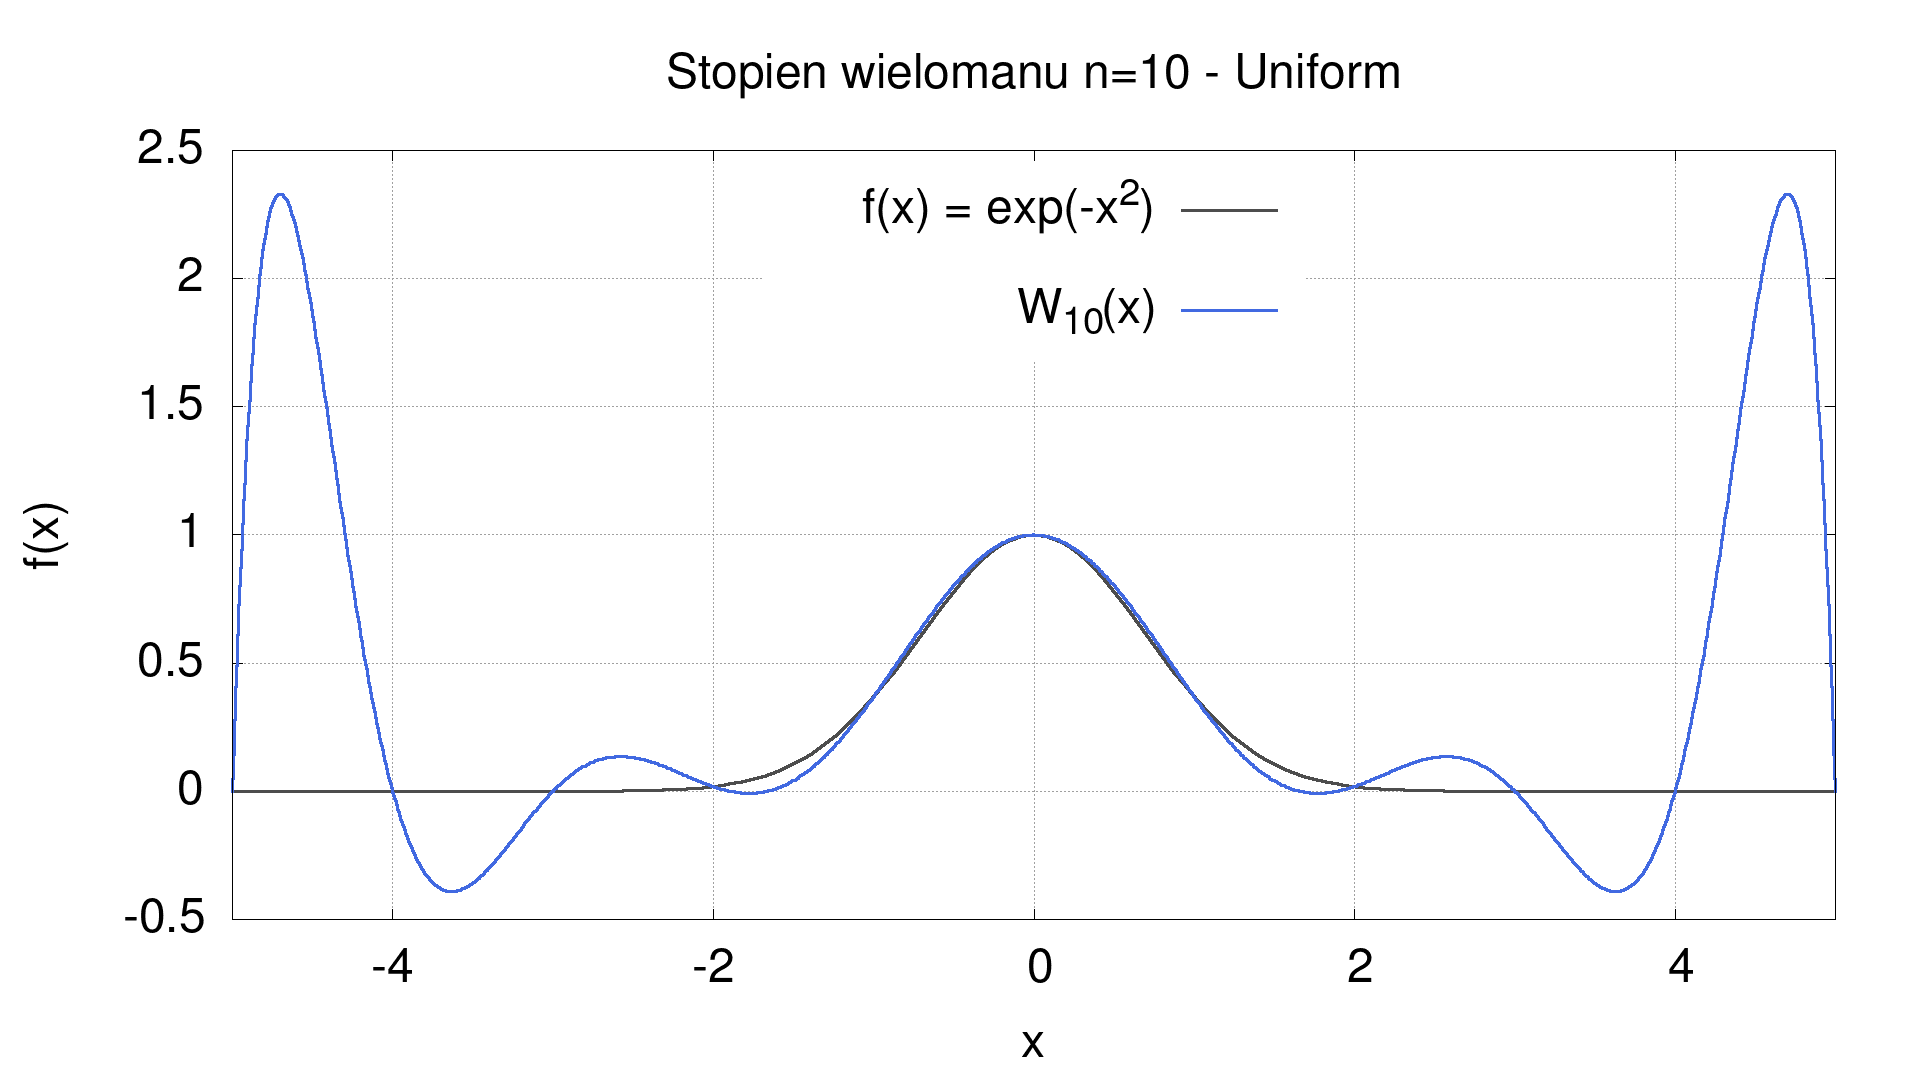 Stopien wielomanu n=10 - Uniform
2.5
2
1.5
1
0.5
0
-0.5
f(x)
f(x) = exp(-x²)
W₁₀(x)
-4 -2 0 2 4
x